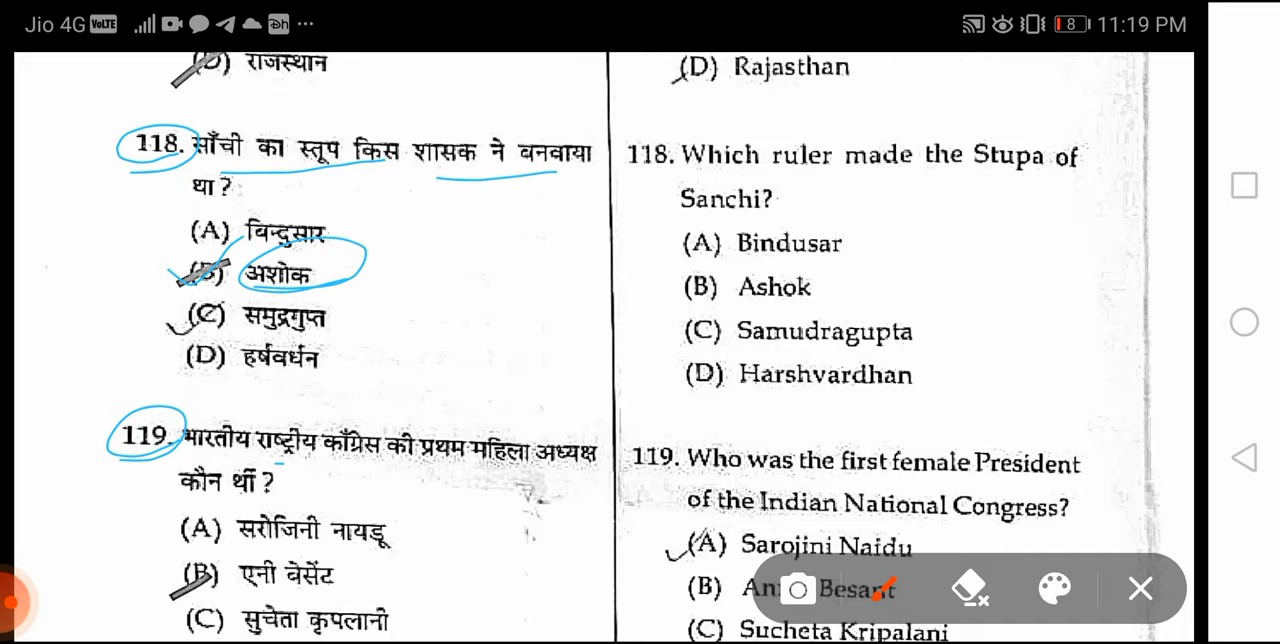 Jio 4G VoLTE
8 11:19 PM
(D) राजस्थान
118. साँची का स्तूप किस शासक ने बनवाया
था ?
(A) बिन्दुसार
(B) अशोक
(C) समुद्रगुप्त
(D) हर्षवर्धन
119. भारतीय राष्ट्रीय काँग्रेस की प्रथम महिला अध्यक्ष
कौन थीं ?
(A) सरोजिनी नायडू
(B) एनी बेसेंट
(C) सुचेता कृपलानी
(D) Rajasthan
118. Which ruler made the Stupa of
Sanchi?
(A) Bindusar
(B) Ashok
(C) Samudragupta
(D) Harshvardhan
119. Who was the first female President
of the Indian National Congress?
(A) Sarojini Naidu
(B) Besant
(C) Sucheta Kripalani